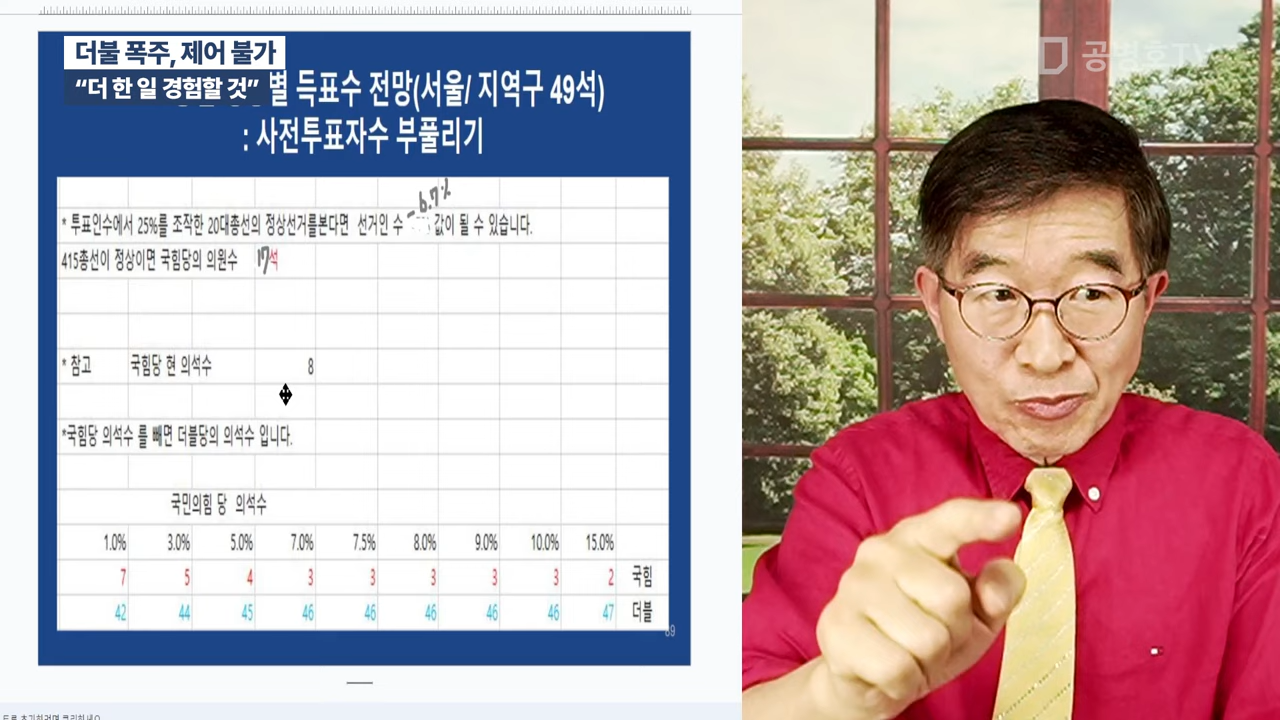 더불 폭주, 제어 불가
“더 한 일 경험할 것”
별 득표수 전망(서울/ 지역구 49석)
: 사전투표자수 부풀리기
-6.7%
* 투표인수에서 25%를 조작한 20대총선의 정상선거를본다면 선거인 수 값이 될 수 있습니다.
415총선이 정상이면 국힘당의 의원수 17석
* 참고 국힘당 현 의석수 8
*국힘당 의석수 를 빼면 더블당의 의석수 입니다.
국민의힘 당 의석수
1.0% 3.0% 5.0% 7.0% 7.5% 8.0% 9.0% 10.0% 15.0%
7 5 4 3 3 3 3 3 2 국힘
42 44 45 46 46 46 46 46 47 더블
69
공병호TV